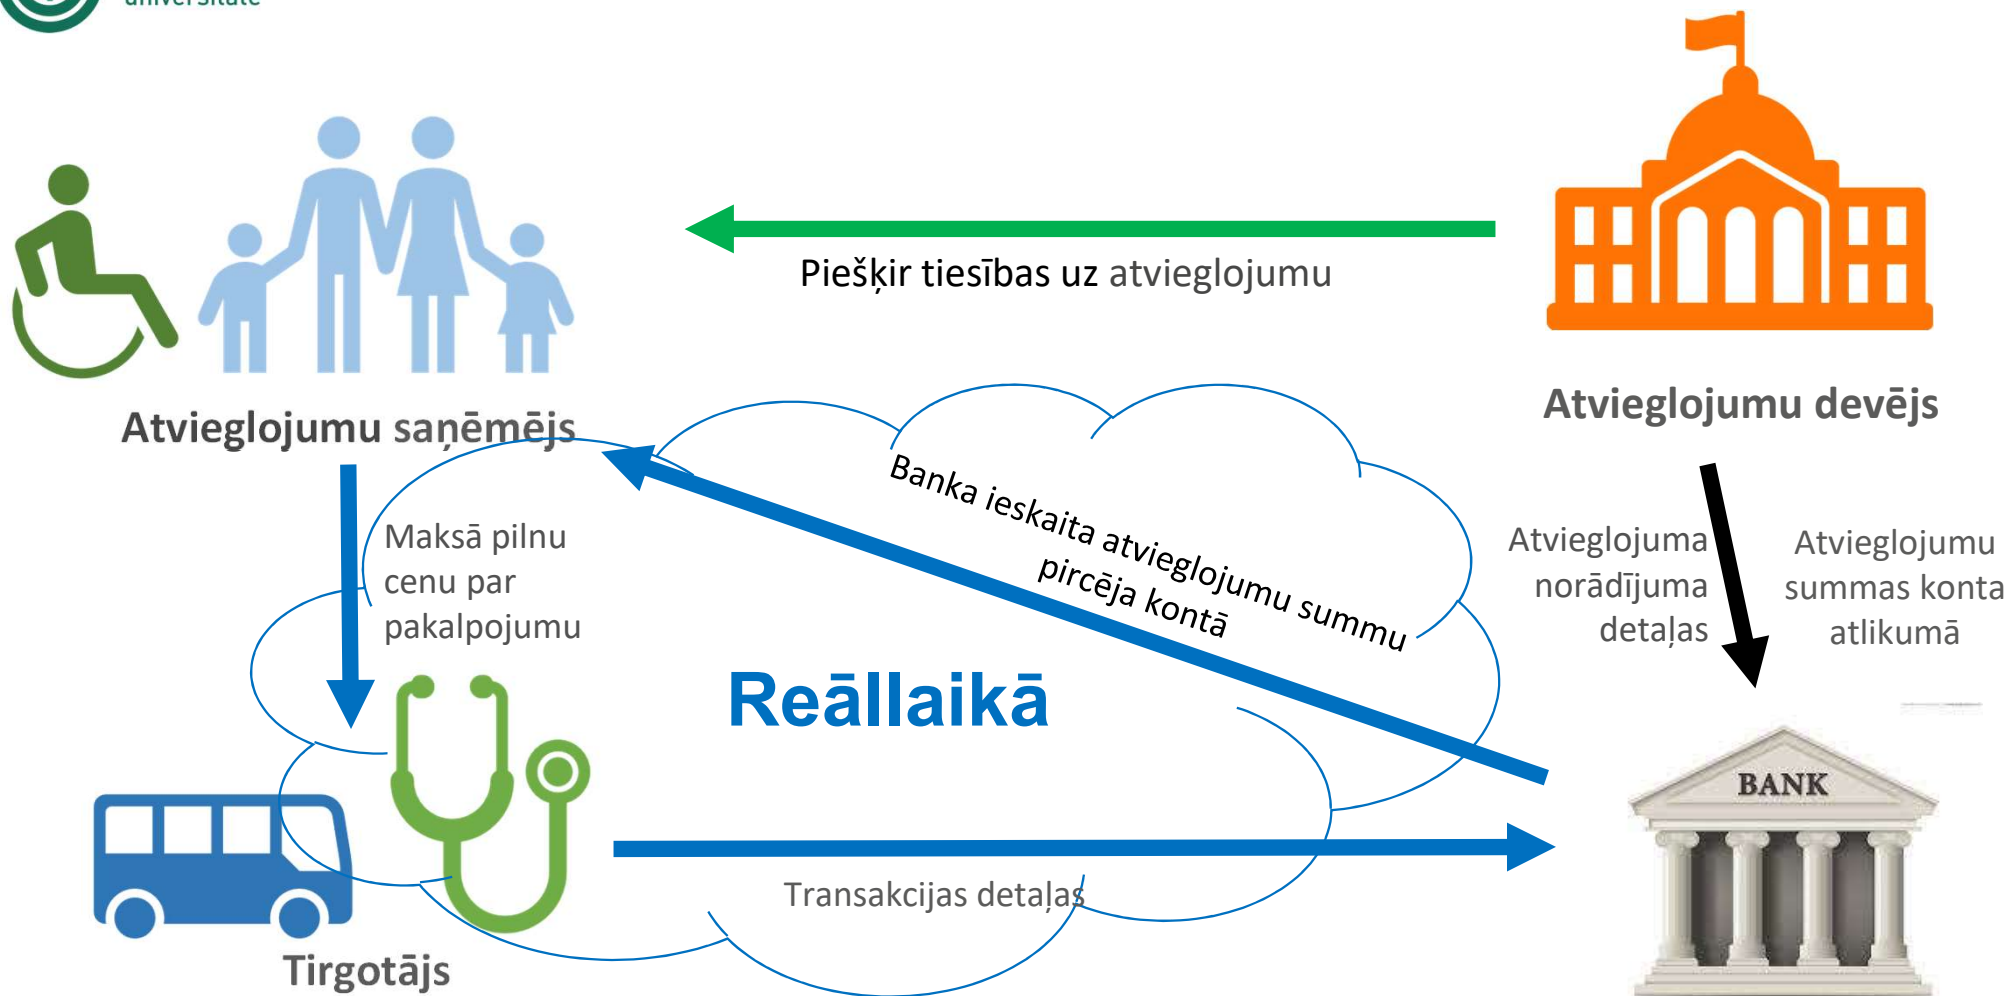 universitāte
Piešķir tiesības uz atvieglojumu
Atvieglojumu saņēmējs
Atvieglojumu devējs
Banka ieskaita atvieglojumu summu
pircēja kontā
Maksā pilnu
cenu par
pakalpojumu
Atvieglojuma
norādījuma
detaļas
Atvieglojumu
summas konta
atlikumā
Reāllaikā
BANK
Transakcijas detaļas
Tirgotājs